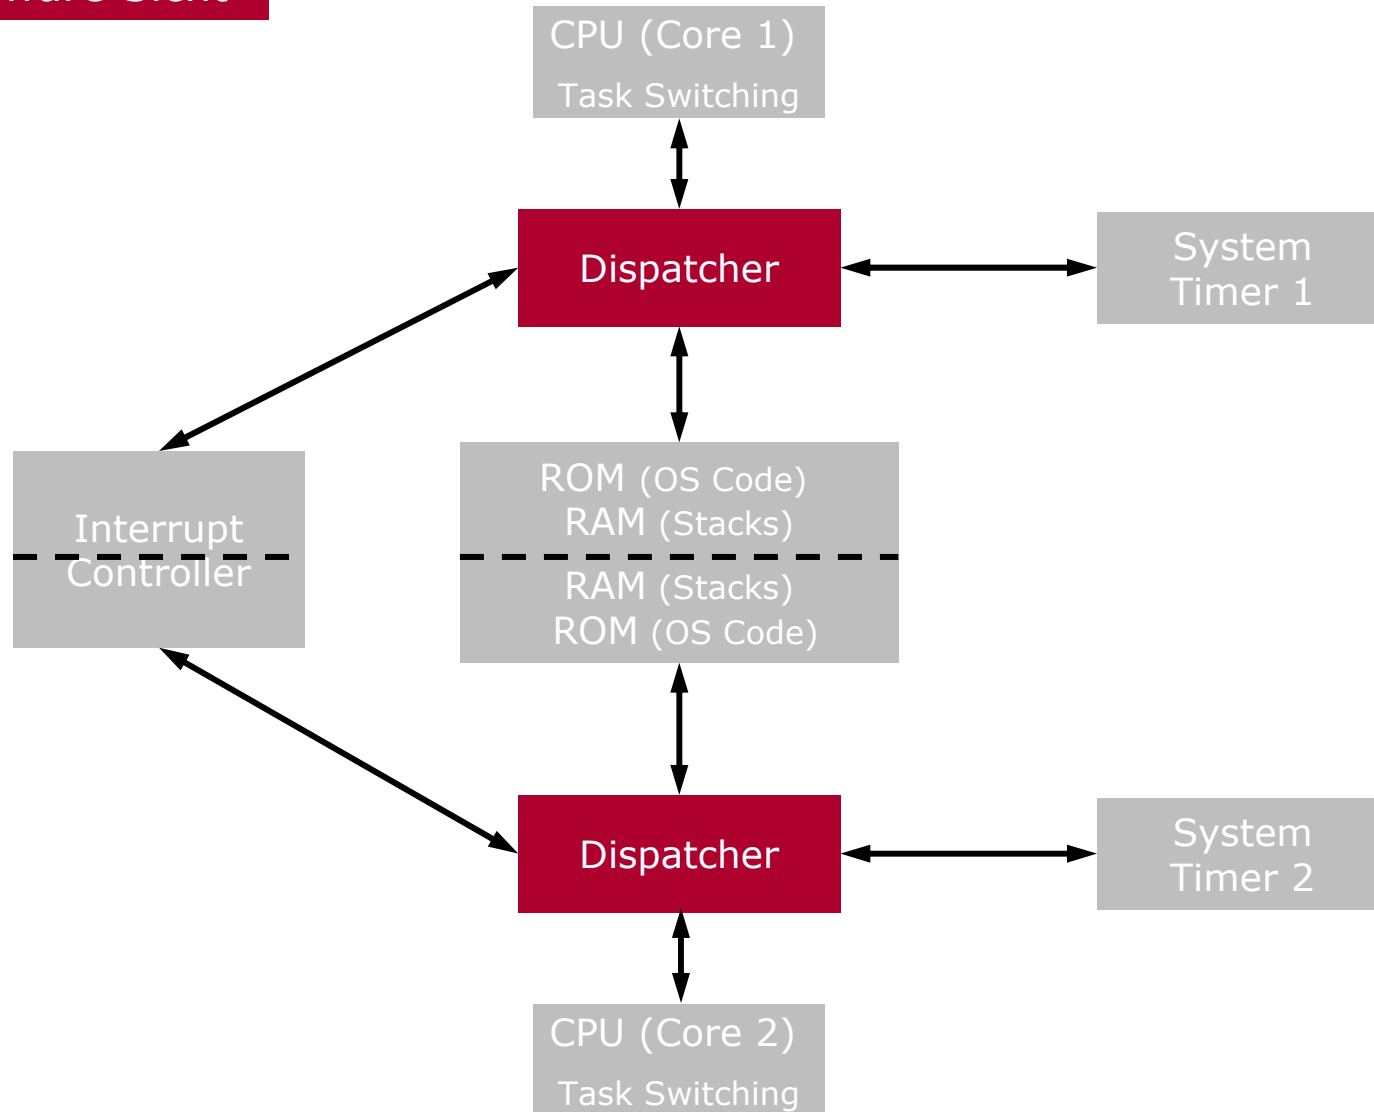 CPU (Core 1)
Task Switching
Dispatcher
System
Timer 1
ROM (OS Code)
RAM (Stacks)
Interrupt
Controller
RAM (Stacks)
ROM (OS Code)
Dispatcher
System
Timer 2
CPU (Core 2)
Task Switching